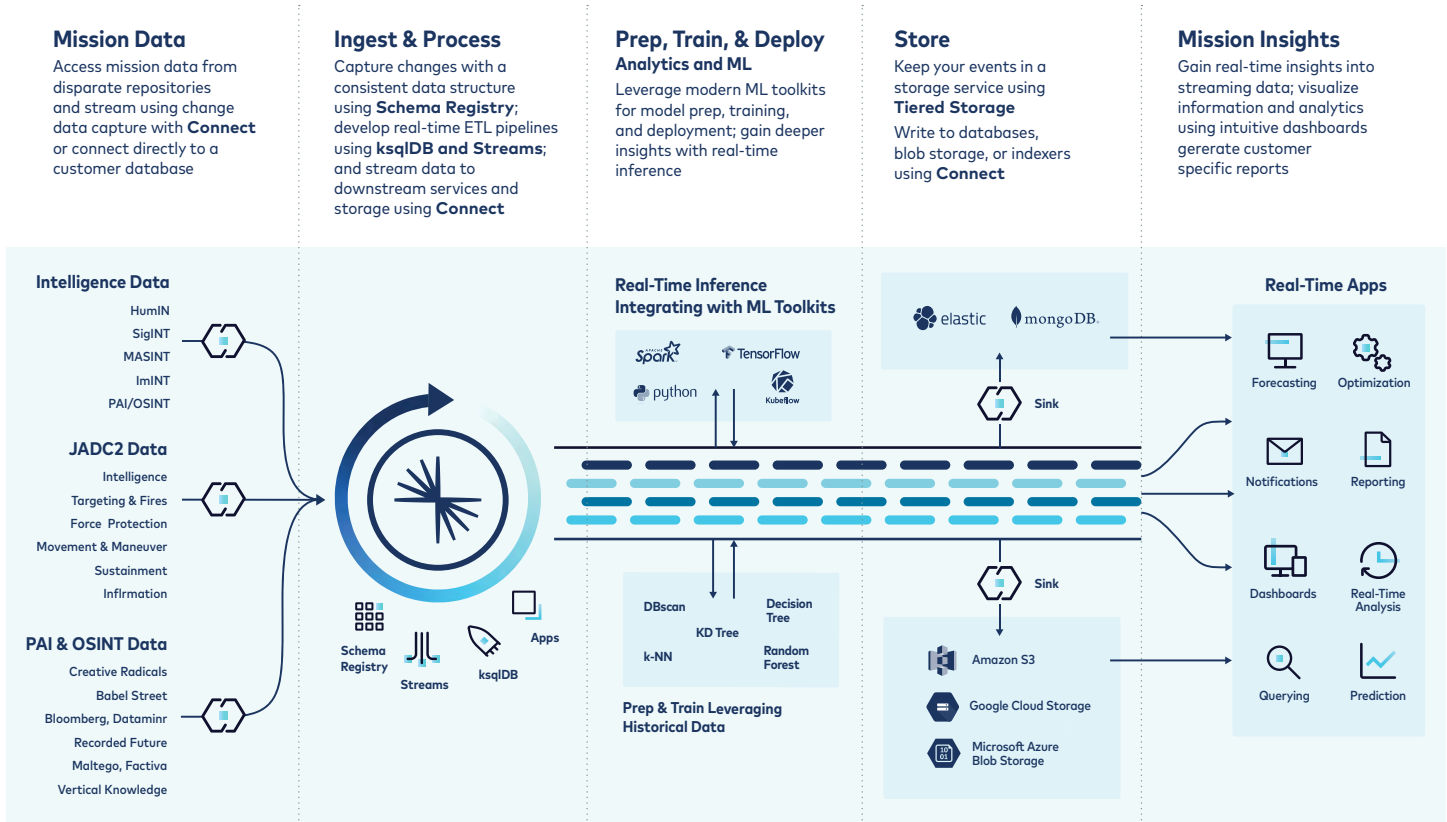 Mission Data
Access mission data from
disparate repositories
and stream using change
data capture with Connect
or connect directly to a
customer database
Ingest & Process
Capture changes with a
consistent data structure
using Schema Registry;
develop real-time ETL pipelines
using ksqlDB and Streams;
and stream data to
downstream services and
storage using Connect
Prep, Train, & Deploy
Analytics and ML
Leverage modern ML toolkits
for model prep, training,
and deployment; gain deeper
insights with real-time
inference
Store
Keep your events in a
storage service using
Tiered Storage
Write to databases,
blob storage, or indexers
using Connect
Mission Insights
Gain real-time insights into
streaming data; visualize
information and analytics
using intuitive dashboards
gererate customer
specific reports
Intelligence Data
HumIN
SigINT
MASINT
ImINT
PAI/OSINT
JADC2 Data
Intelligence
Targeting & Fires
Force Protection
Movement & Maneuver
Sustainment
Infirmation
PAI & OSINT Data
Creative Radicals
Babel Street
Bloomberg, Dataminr
Recorded Future
Maltego, Factiva
Vertical Knowledge
Schema
Registry
Streams
ksqlDB
Apps
Real-Time Inference
Integrating with ML Toolkits
APACHE
Spark
TensorFlow
python
Kubeflow
DBscan
Decision
Tree
KD Tree
k-NN
Random
Forest
Prep & Train Leveraging
Historical Data
elastic
mongoDB.
Sink
Sink
Amazon S3
Google Cloud Storage
10
01
Microsoft Azure
Blob Storage
Real-Time Apps
Forecasting
Optimization
Notifications
Reporting
Dashboards
Real-Time
Analysis
Querying
Prediction